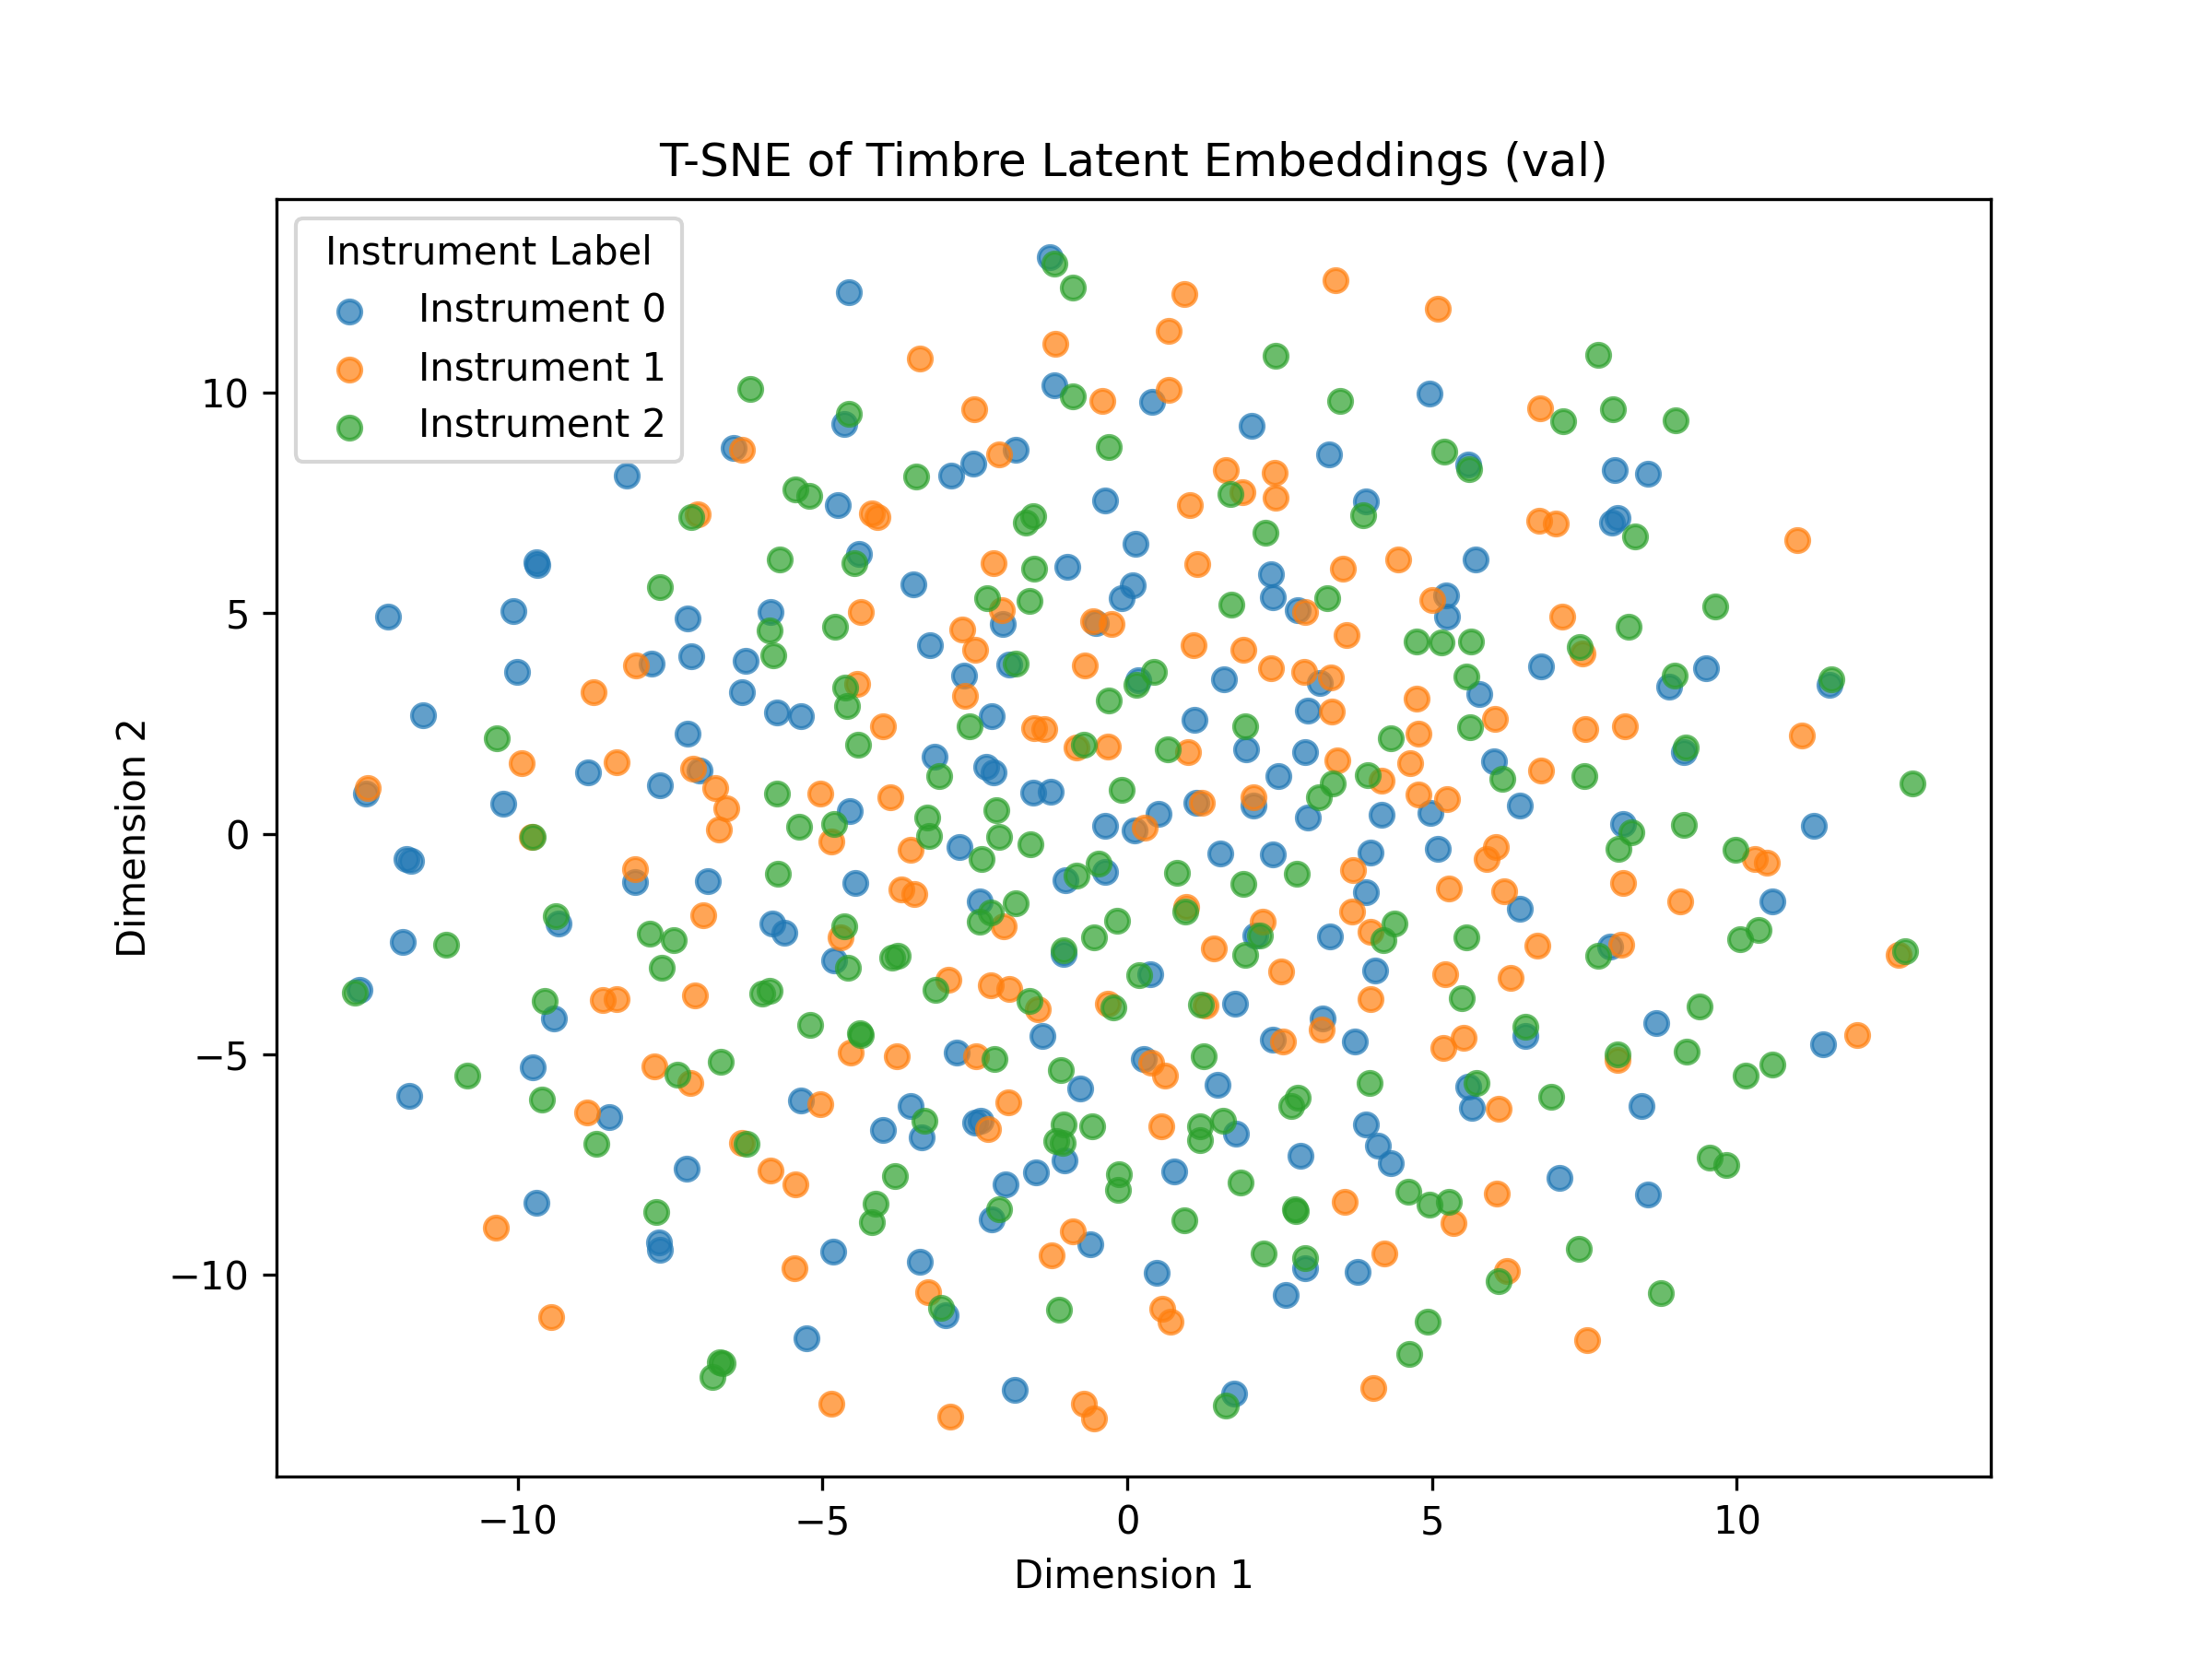 T-SNE of Timbre Latent Embeddings (val)
Instrument Label
Instrument 0
Instrument 1
Instrument 2
10
5
0
−5
−10
Dimension 2
−10
−5
0
5
10
Dimension 1